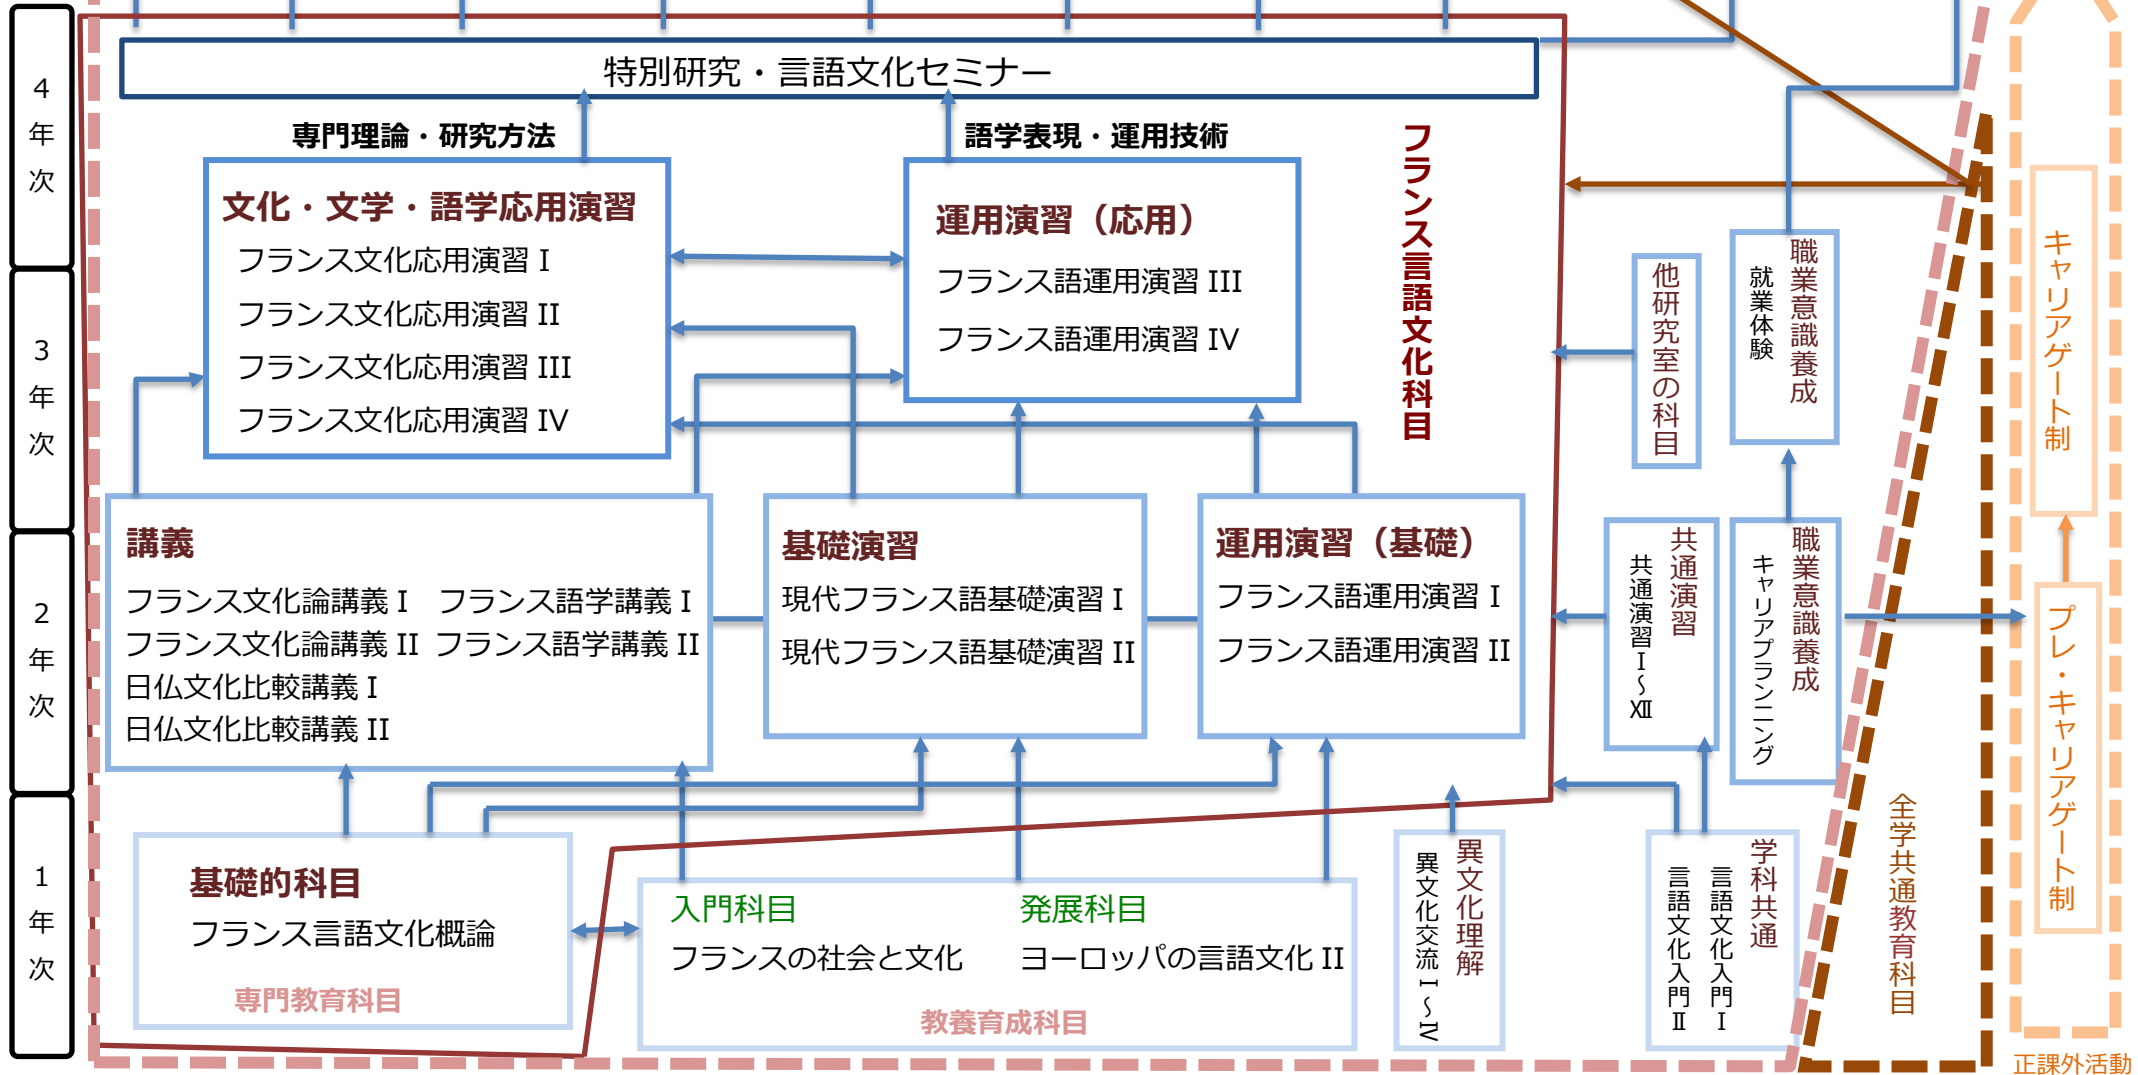 4年次
3年次
2年次
1年次
特別研究・言語文化セミナー
専門理論・研究方法
語学表現・運用技術
フランス言語文化科目
文化・文学・語学応用演習
フランス文化応用演習 I
フランス文化応用演習 II
フランス文化応用演習 III
フランス文化応用演習 IV
運用演習（応用）
フランス語運用演習 III
フランス語運用演習 IV
他研究室の科目
職業意識養成
就業体験
キャリアゲート制
講義
フランス文化論講義 I　フランス語学講義 I
フランス文化論講義 II　フランス語学講義 II
日仏文化比較講義 I
日仏文化比較講義 II
基礎演習
現代フランス語基礎演習 I
現代フランス語基礎演習 II
運用演習（基礎）
フランス語運用演習 I
フランス語運用演習 II
共通演習
共通演習Ⅰ～Ⅻ
職業意識養成
キャリアプランニング
プレ・キャリアゲート制
基礎的科目
フランス言語文化概論
専門教育科目
入門科目
フランスの社会と文化
発展科目
ヨーロッパの言語文化 II
教養育成科目
異文化理解
異文化交流Ⅰ～Ⅳ
学科共通
言語文化入門Ⅰ
言語文化入門Ⅱ
全学共通教育科目
正課外活動